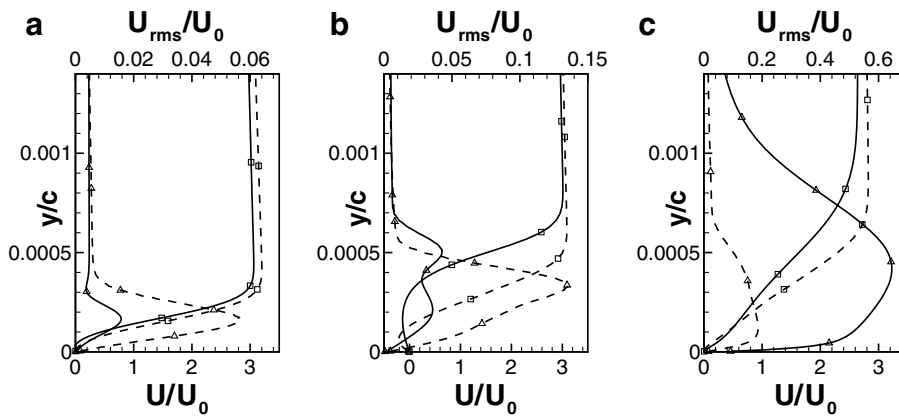 a U_rms/U_0 b U_rms/U_0 c U_rms/U_0
0 0.02 0.04 0.06 0 0.05 0.1 0.15 0 0.2 0.4 0.6
y/c 0.001 0.0005 0
y/c 0.001 0.0005 0
y/c 0.001 0.0005 0
0 1 2 3 0 1 2 3 0 1 2 3
U/U_0 U/U_0 U/U_0